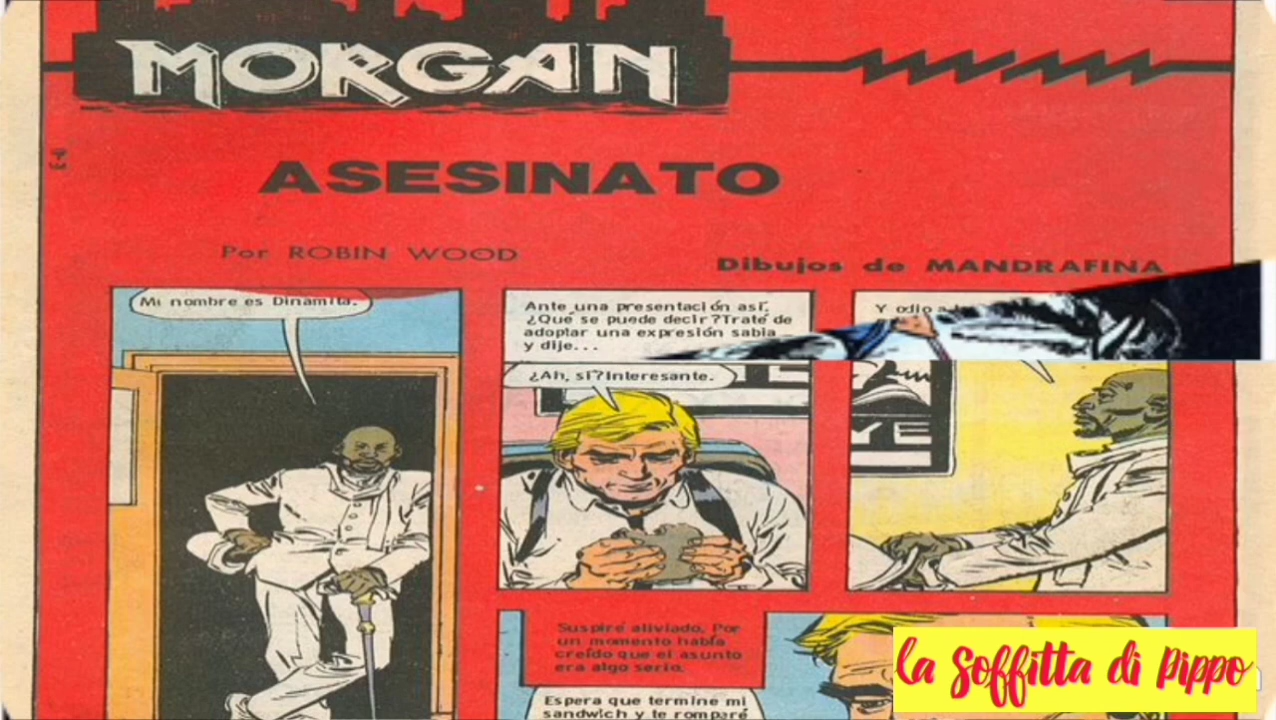 MORGAN
ASESINATO
Por ROBIN WOOD
Dibujos de MANDRAFINA
Mi nombre es Dinamita.
Ante una presentación así,
¿Qué se puede decir? Traté de
adoptar una expresión sabia
y dije...
¿Ah, sí? Interesante.
Y odio a
YE
Suspiré aliviado. Por
un momento había
creído que el asunto
era algo serio.
Espera que termine mi
sandwich y te romperé
la Soffitta di Pippo